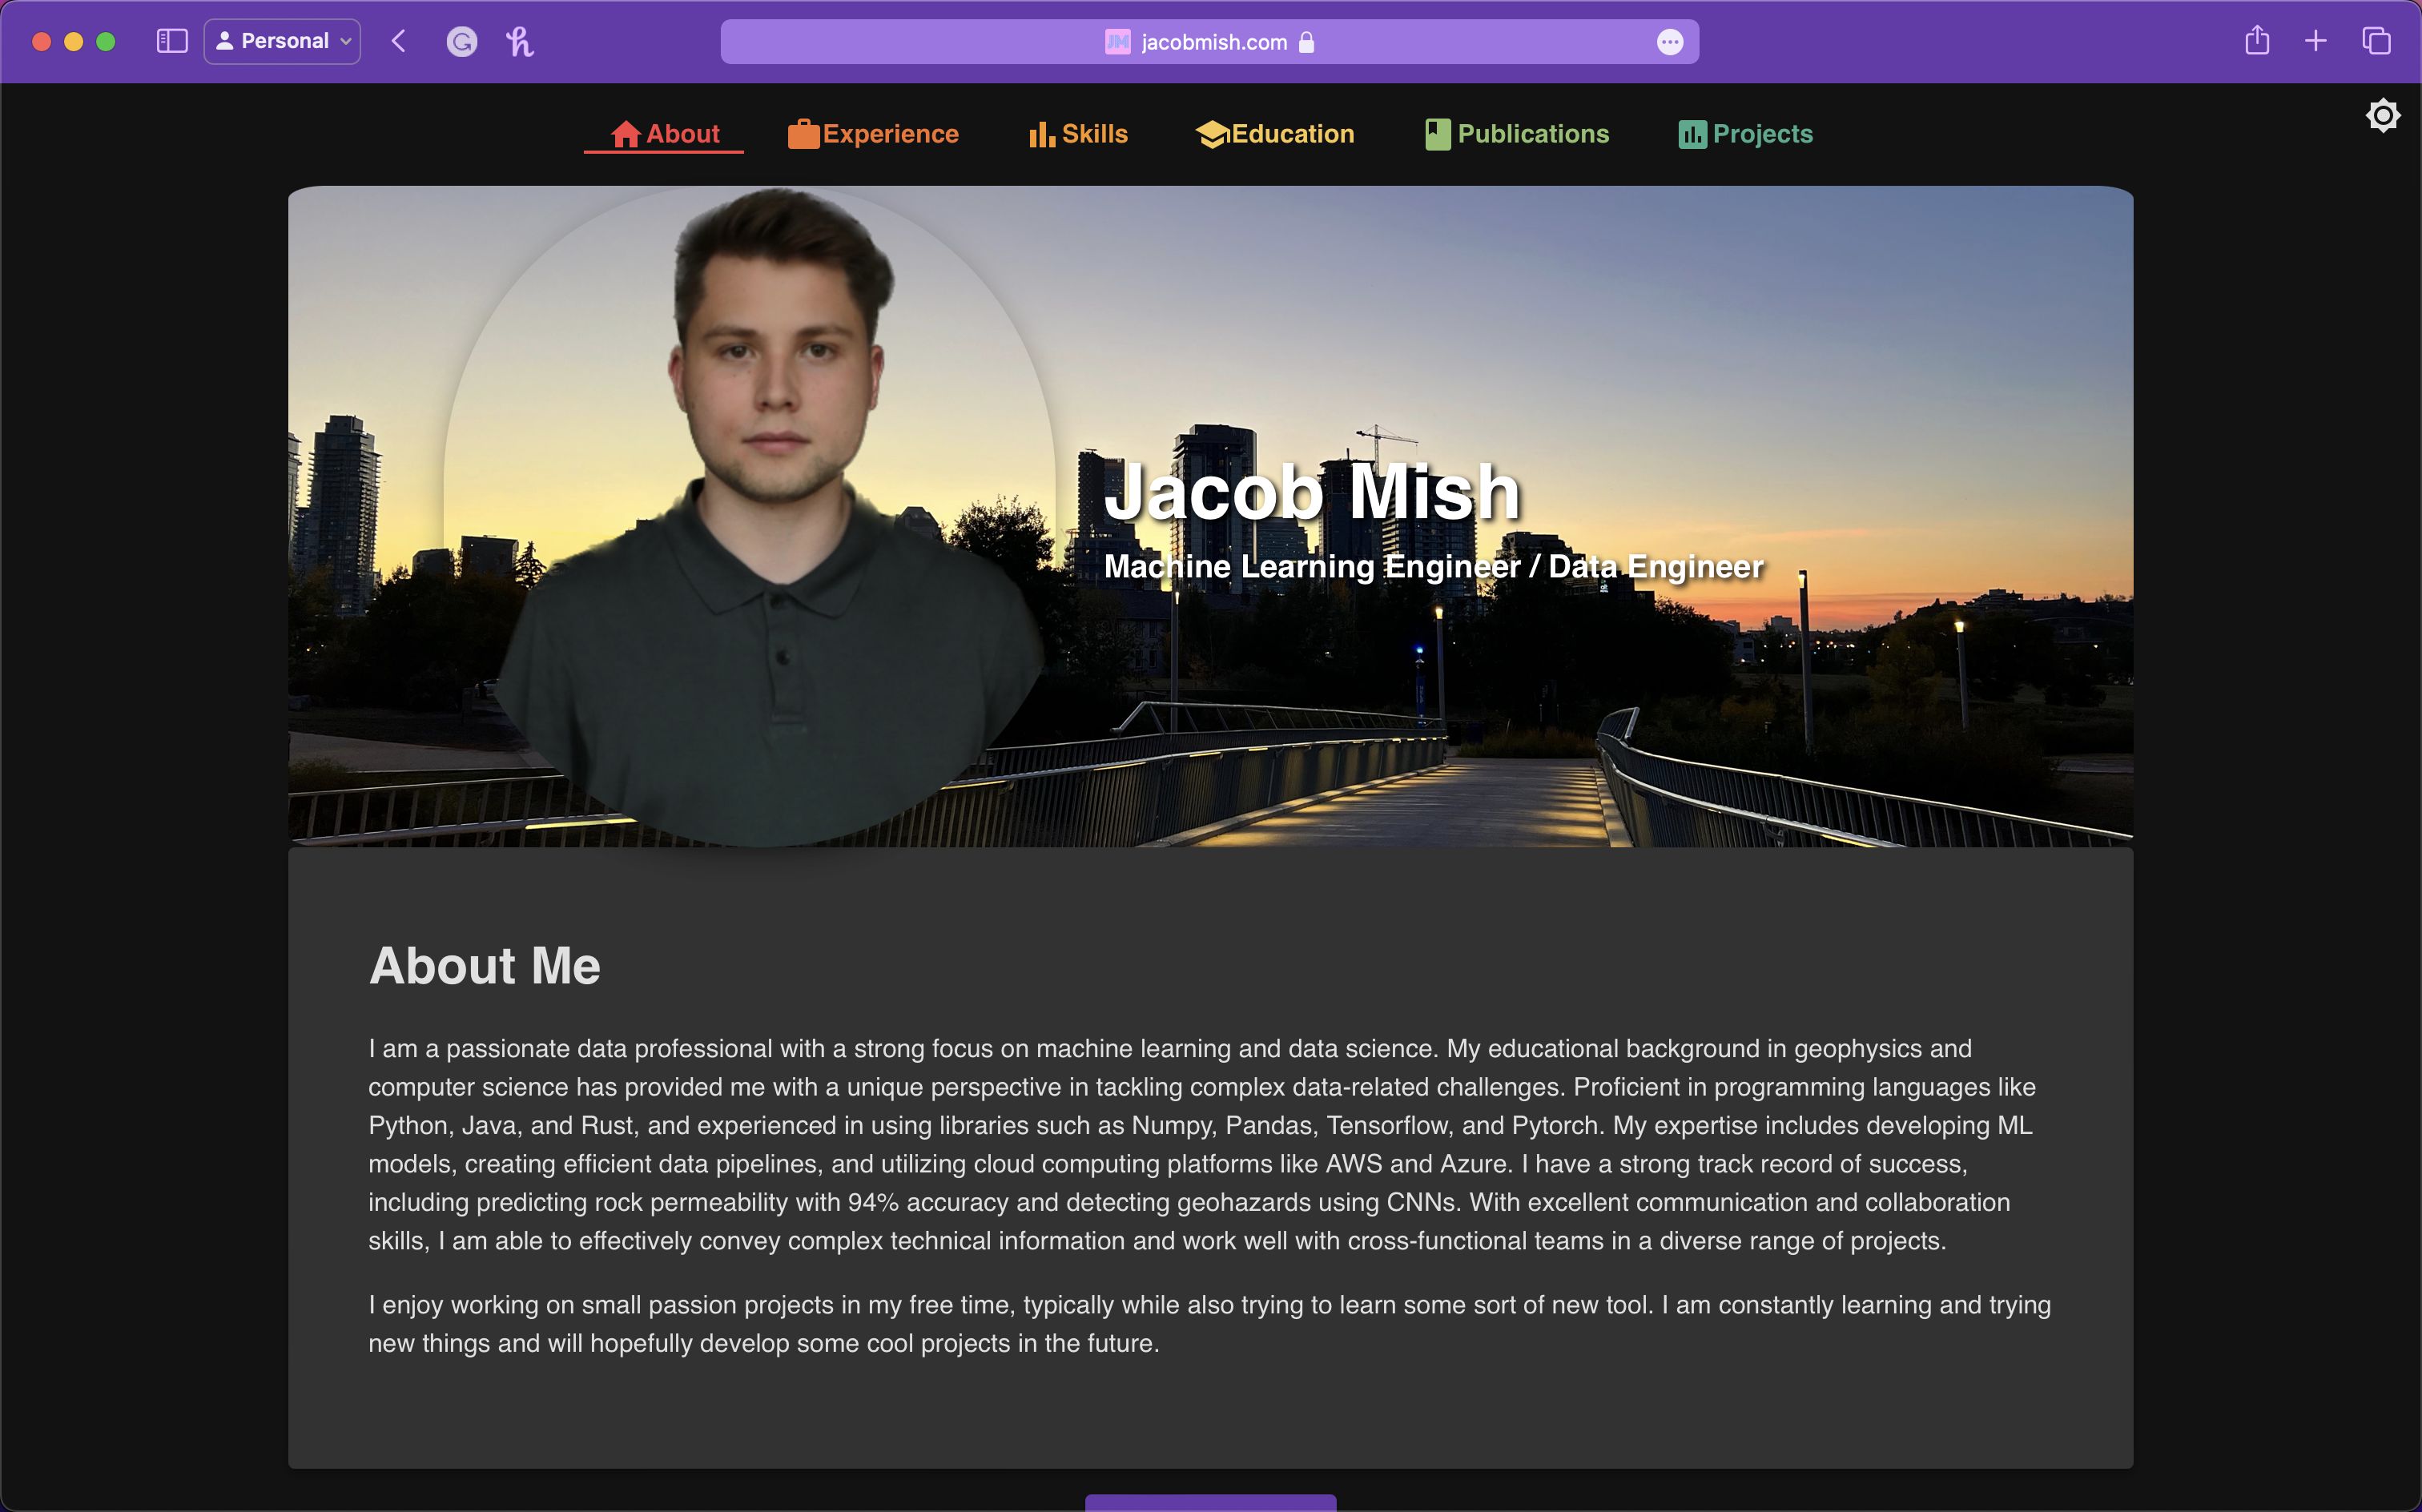 Personal
JM jacobmish.com
About Experience Skills Education Publications Projects
Jacob Mish
Machine Learning Engineer / Data Engineer
About Me
I am a passionate data professional with a strong focus on machine learning and data science. My educational background in geophysics and
computer science has provided me with a unique perspective in tackling complex data-related challenges. Proficient in programming languages like
Python, Java, and Rust, and experienced in using libraries such as Numpy, Pandas, Tensorflow, and Pytorch. My expertise includes developing ML
models, creating efficient data pipelines, and utilizing cloud computing platforms like AWS and Azure. I have a strong track record of success,
including predicting rock permeability with 94% accuracy and detecting geohazards using CNNs. With excellent communication and collaboration
skills, I am able to effectively convey complex technical information and work well with cross-functional teams in a diverse range of projects.
I enjoy working on small passion projects in my free time, typically while also trying to learn some sort of new tool. I am constantly learning and trying
new things and will hopefully develop some cool projects in the future.